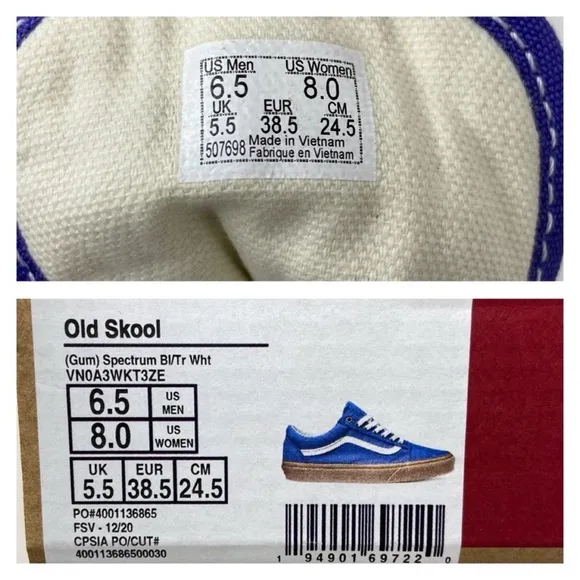 US Men US Women
6.5 8.0
UK EUR CM
5.5 38.5 24.5
507698 Made in Vietnam
Fabrique en Vietnam
Old Skool
(Gum) Spectrum Bl/Tr Wht
VN0A3WKT3ZE
6.5 US MEN
8.0 US WOMEN
UK EUR CM
5.5 38.5 24.5
PO#4001136865
FSV - 12/20
CPSIA PO/CUT#
400113686500030
1 94901 69722 0